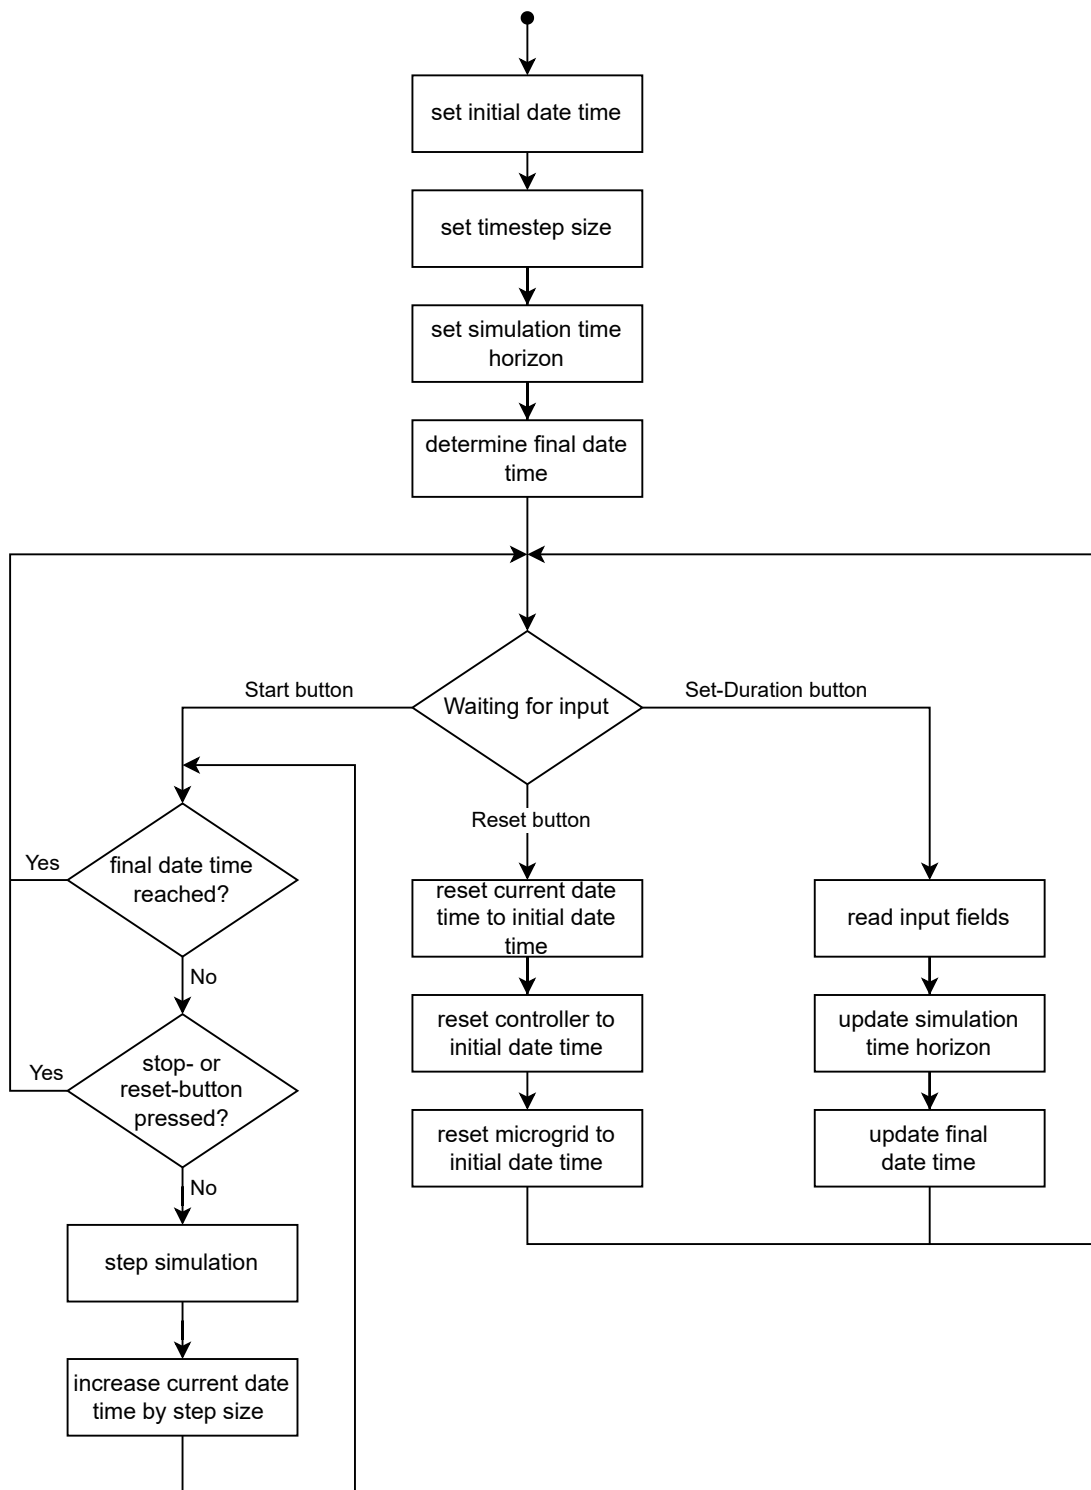 set initial date time
set timestep size
set simulation time
horizon
determine final date
time
Waiting for input
Start button
Set-Duration button
Reset button
final date time
reached?
Yes
No
stop- or
reset-button
pressed?
Yes
No
step simulation
increase current date
time by step size
reset current date
time to initial date
time
reset controller to
initial date time
reset microgrid to
initial date time
read input fields
update simulation
time horizon
update final
date time